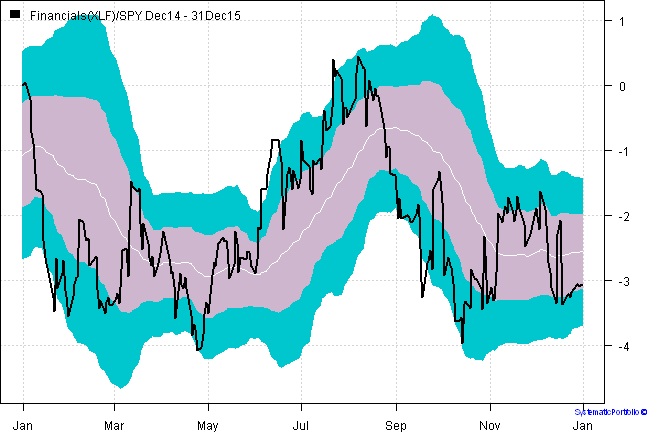 Financials(XLF)/SPY Dec14 - 31Dec15
1
0
-1
-2
-3
-4
Jan Mar May Jul Sep Nov Jan
SystematicPortfolio ©